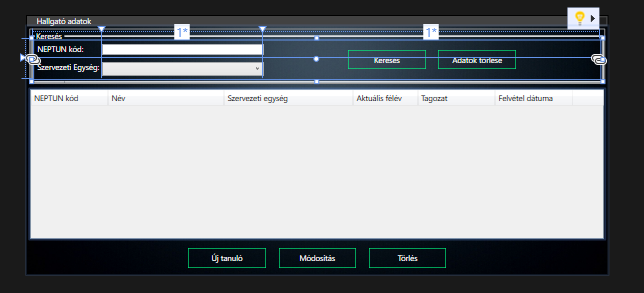 Hallgató adatok
1* 1*
Keresés
NEPTUN kód:
Keresés Adatok törlése
Szervezeti Egység:
NEPTUN kód Név Szervezeti egység Aktuális félév Tagozat Felvétel dátuma
Új tanuló Módosítás Törlés